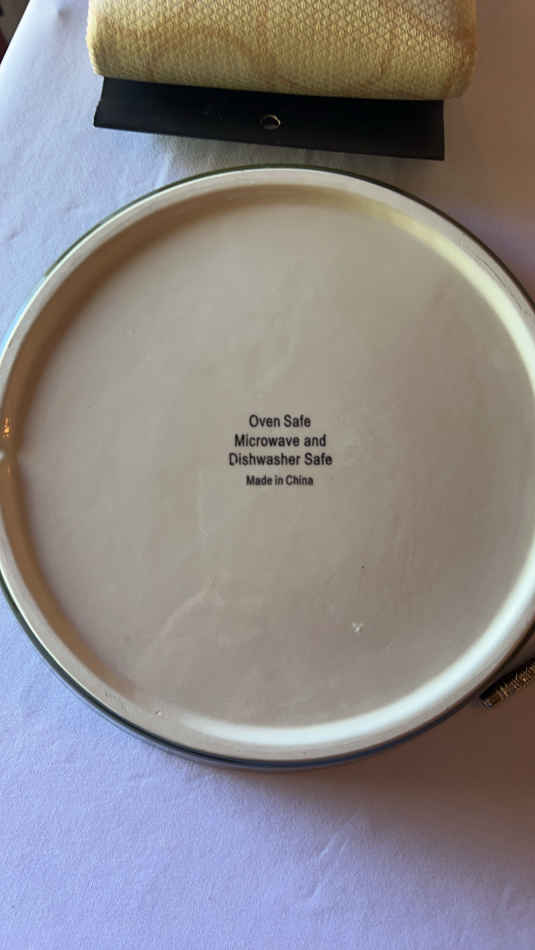 Oven Safe
Microwave and
Dishwasher Safe
Made in China